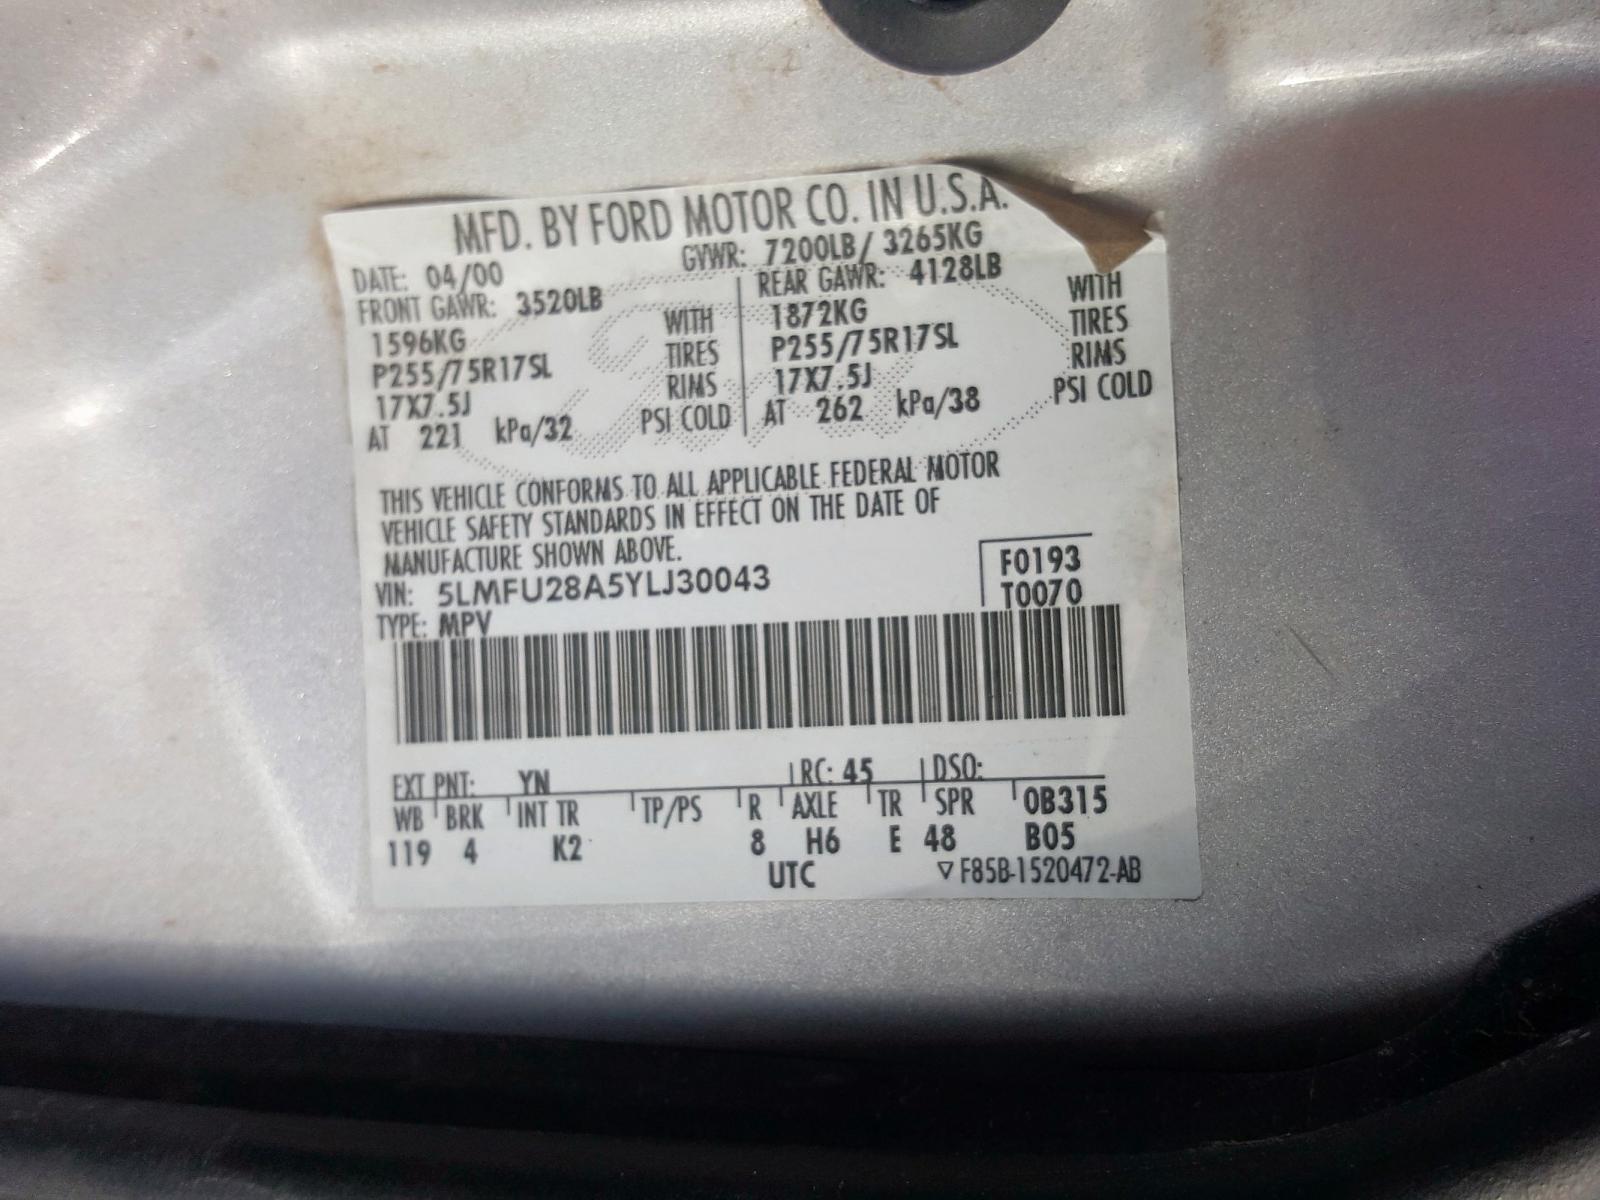 MFD. BY FORD MOTOR CO. IN U.S.A.
DATE: 04/00 GVWR: 7200LB/ 3265KG
FRONT GAWR: 3520LB REAR GAWR: 4128LB
1596KG WITH 1872KG WITH
P255/75R17SL TIRES P255/75R17SL TIRES
17X7.5J RIMS 17X7.5J RIMS
AT 221 kPa/32 PSI COLD AT 262 kPa/38 PSI COLD
THIS VEHICLE CONFORMS TO ALL APPLICABLE FEDERAL MOTOR
VEHICLE SAFETY STANDARDS IN EFFECT ON THE DATE OF
MANUFACTURE SHOWN ABOVE.
VIN: 5LMFU28A5YLJ30043 F0193
TYPE: MPV T0070
EXT PNT: YN RC: 45 DSO:
WB BRK INT TR TP/PS R AXLE TR SPR 0B315
119 4 K2 8 H6 E 48 B05
UTC ▽F85B-1520472-AB